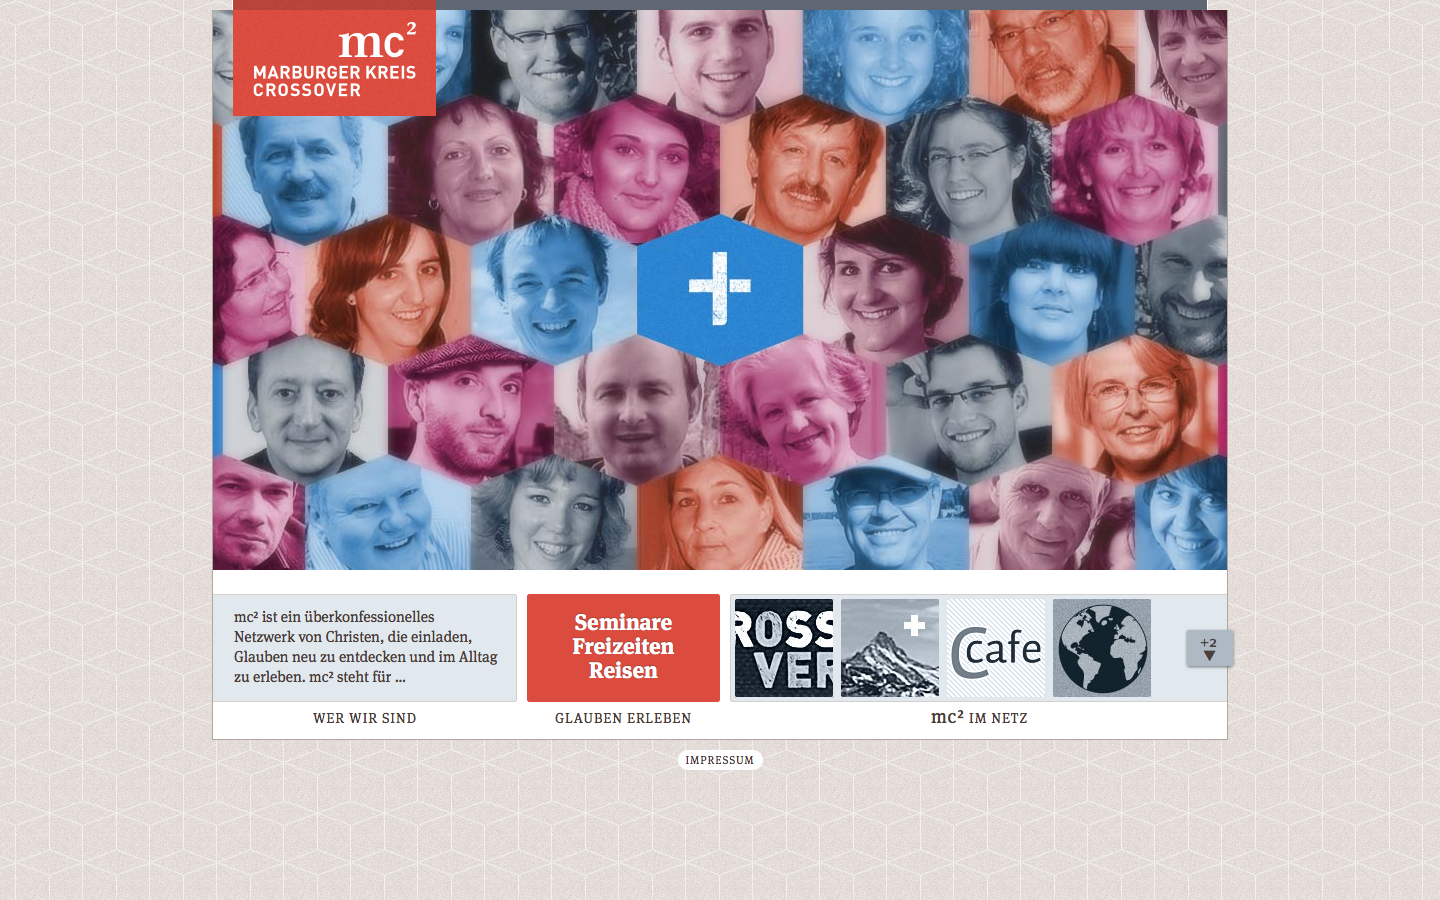 mc²
MARBURGER KREIS
CROSSOVER
mc² ist ein überkonfessionelles
Netzwerk von Christen, die einladen,
Glauben neu zu entdecken und im Alltag
zu erleben. mc² steht für ...
Seminare
Freizeiten
Reisen
ROSS
VER
Cafe
+2
WER WIR SIND
GLAUBEN ERLEBEN
mc² IM NETZ
IMPRESSUM